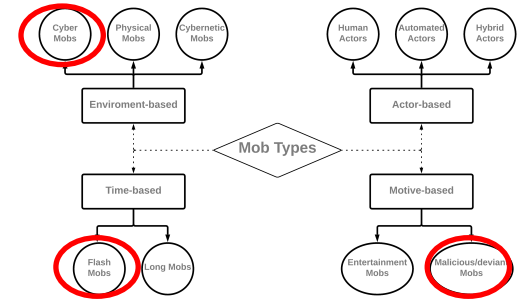 Cyber
Mobs
Physical
Mobs
Cybernetic
Mobs
Human
Actors
Automated
Actors
Hybrid
Actors
Enviroment-based
Actor-based
Mob Types
Time-based
Motive-based
Flash
Mobs
Long Mobs
Entertainment
Mobs
Malicious/devian
Mobs